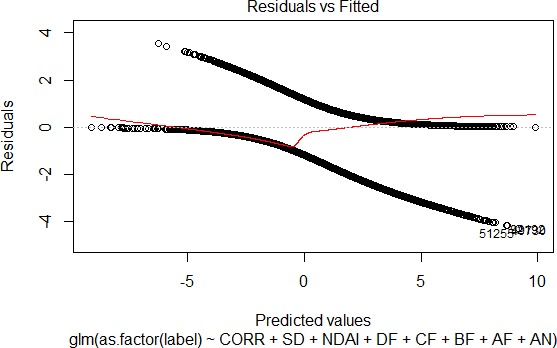 Residuals vs Fitted
Residuals
4
2
0
-2
-4
51255
-5
0
5
10
Predicted values
glm(as.factor(label) ~ CORR + SD + NDAI + DF + CF + BF + AF + AN)